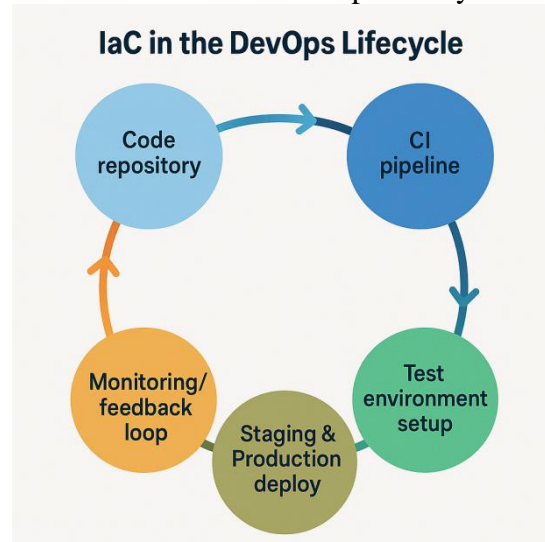 IaC in the DevOps Lifecycle
Code
repository
CI
pipeline
Test
environment
setup
Staging &
Production
deploy
Monitoring/
feedback
loop